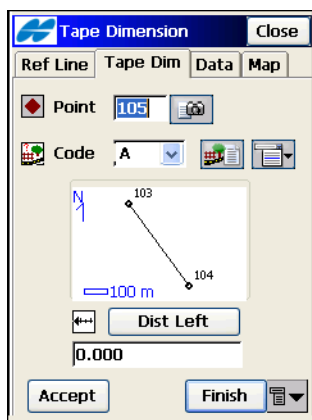 Tape Dimension Close
Ref Line Tape Dim Data Map
Point 105
Code ,A
N 103
104
100 m
Dist Left
0.000
Accept Finish